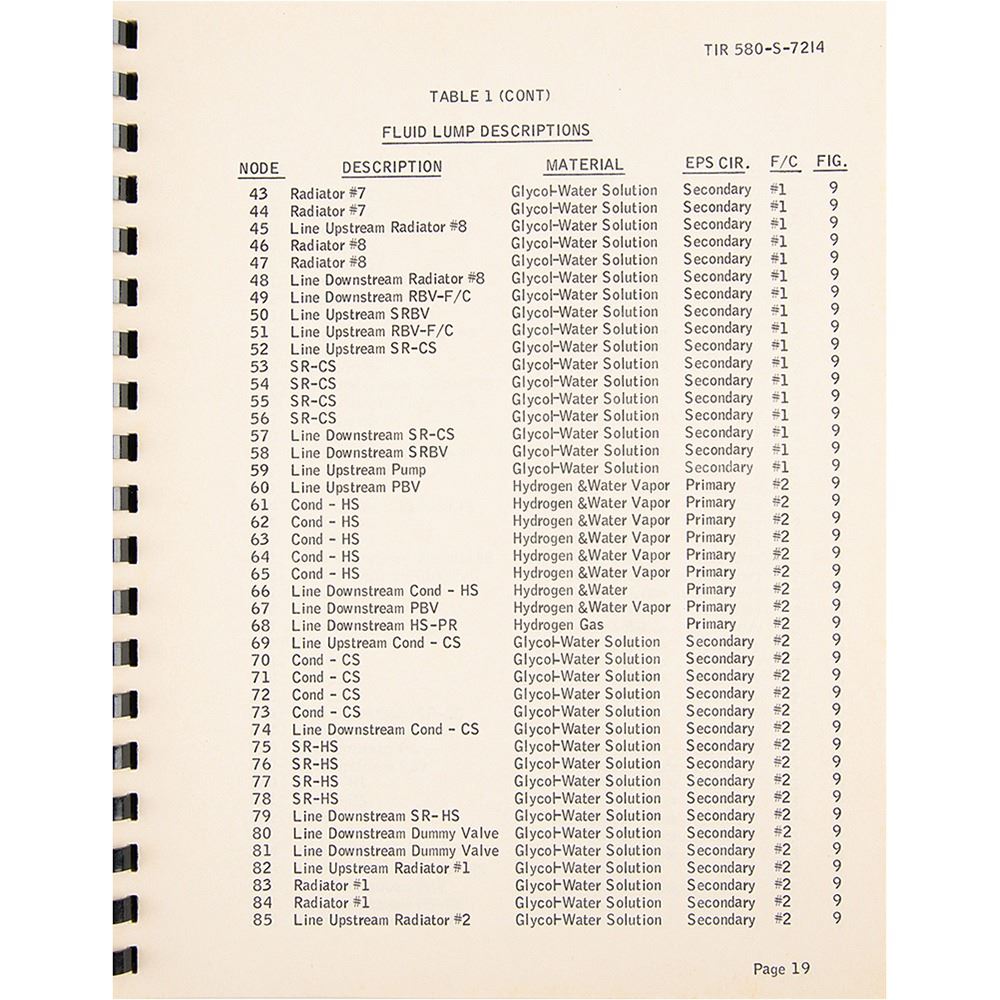 TIR 580-S-7214
TABLE 1 (CONT)
FLUID LUMP DESCRIPTIONS
NODE DESCRIPTION MATERIAL EPS CIR. F/C FIG.
43 Radiator #7 Glycol-Water Solution Secondary #1 9
44 Radiator #7 Glycol-Water Solution Secondary #1 9
45 Line Upstream Radiator #8 Glycol-Water Solution Secondary #1 9
46 Radiator #8 Glycol-Water Solution Secondary #1 9
47 Radiator #8 Glycol-Water Solution Secondary #1 9
48 Line Downstream Radiator #8 Glycol-Water Solution Secondary #1 9
49 Line Downstream RBV-F/C Glycol-Water Solution Secondary #1 9
50 Line Upstream SRBV Glycol-Water Solution Secondary #1 9
51 Line Upstream RBV-F/C Glycol-Water Solution Secondary #1 9
52 Line Upstream SR-CS Glycol-Water Solution Secondary #1 9
53 SR-CS Glycol-Water Solution Secondary #1 9
54 SR-CS Glycol-Water Solution Secondary #1 9
55 SR-CS Glycol-Water Solution Secondary #1 9
56 SR-CS Glycol-Water Solution Secondary #1 9
57 Line Downstream SR-CS Glycol-Water Solution Secondary #1 9
58 Line Downstream SRBV Glycol-Water Solution Secondary #1 9
59 Line Upstream Pump Glycol-Water Solution Secondary #1 9
60 Line Upstream PBV Hydrogen &Water Vapor Primary #2 9
61 Cond - HS Hydrogen &Water Vapor Primary #2 9
62 Cond - HS Hydrogen &Water Vapor Primary #2 9
63 Cond - HS Hydrogen &Water Vapor Primary #2 9
64 Cond - HS Hydrogen &Water Vapor Primary #2 9
65 Cond - HS Hydrogen &Water Vapor Primary #2 9
66 Line Downstream Cond - HS Hydrogen &Water Primary #2 9
67 Line Downstream PBV Hydrogen &Water Vapor Primary #2 9
68 Line Downstream HS-PR Hydrogen Gas Primary #2 9
69 Line Upstream Cond - CS Glycol-Water Solution Secondary #2 9
70 Cond - CS Glycol-Water Solution Secondary #2 9
71 Cond - CS Glycol-Water Solution Secondary #2 9
72 Cond - CS Glycol-Water Solution Secondary #2 9
73 Cond - CS Glycol-Water Solution Secondary #2 9
74 Line Downstream Cond - CS Glycol-Water Solution Secondary #2 9
75 SR-HS Glycol-Water Solution Secondary #2 9
76 SR-HS Glycol-Water Solution Secondary #2 9
77 SR-HS Glycol-Water Solution Secondary #2 9
78 SR-HS Glycol-Water Solution Secondary #2 9
79 Line Downstream SR-HS Glycol-Water Solution Secondary #2 9
80 Line Downstream Dummy Valve Glycol-Water Solution Secondary #2 9
81 Line Downstream Dummy Valve Glycol-Water Solution Secondary #2 9
82 Line Upstream Radiator #1 Glycol-Water Solution Secondary #2 9
83 Radiator #1 Glycol-Water Solution Secondary #2 9
84 Radiator #1 Glycol-Water Solution Secondary #2 9
85 Line Upstream Radiator #2 Glycol-Water Solution Secondary #2 9
Page 19